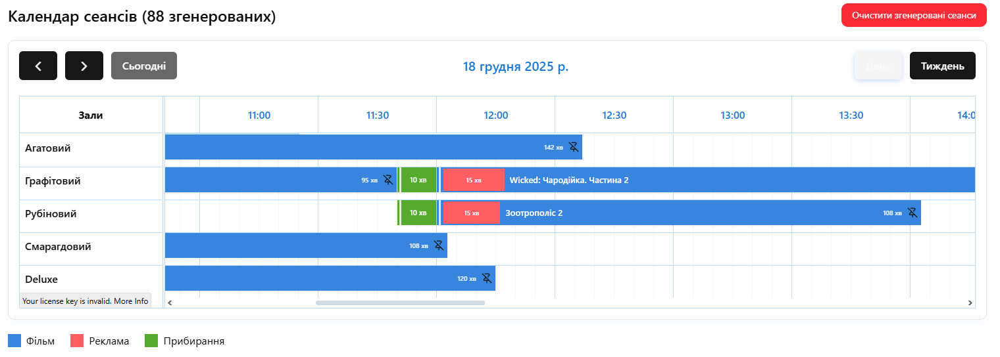 Календар сеансів (88 згенерованих)
Очистити згенеровані сеанси
Сьогодні
18 грудня 2025 р.
День
Тиждень
Зали
11:00
11:30
12:00
12:30
13:00
13:30
14:0
Агатовий
142 хв
Графітовий
95 хв
10 хв
15 хв
Wicked: Чародійка. Частина 2
Рубіновий
10 хв
15 хв
Зоотрополіс 2
108 хв
Смарагдовий
108 хв
Deluxe
120 хв
Your license key is invalid. More Info
Фільм
Реклама
Прибирання